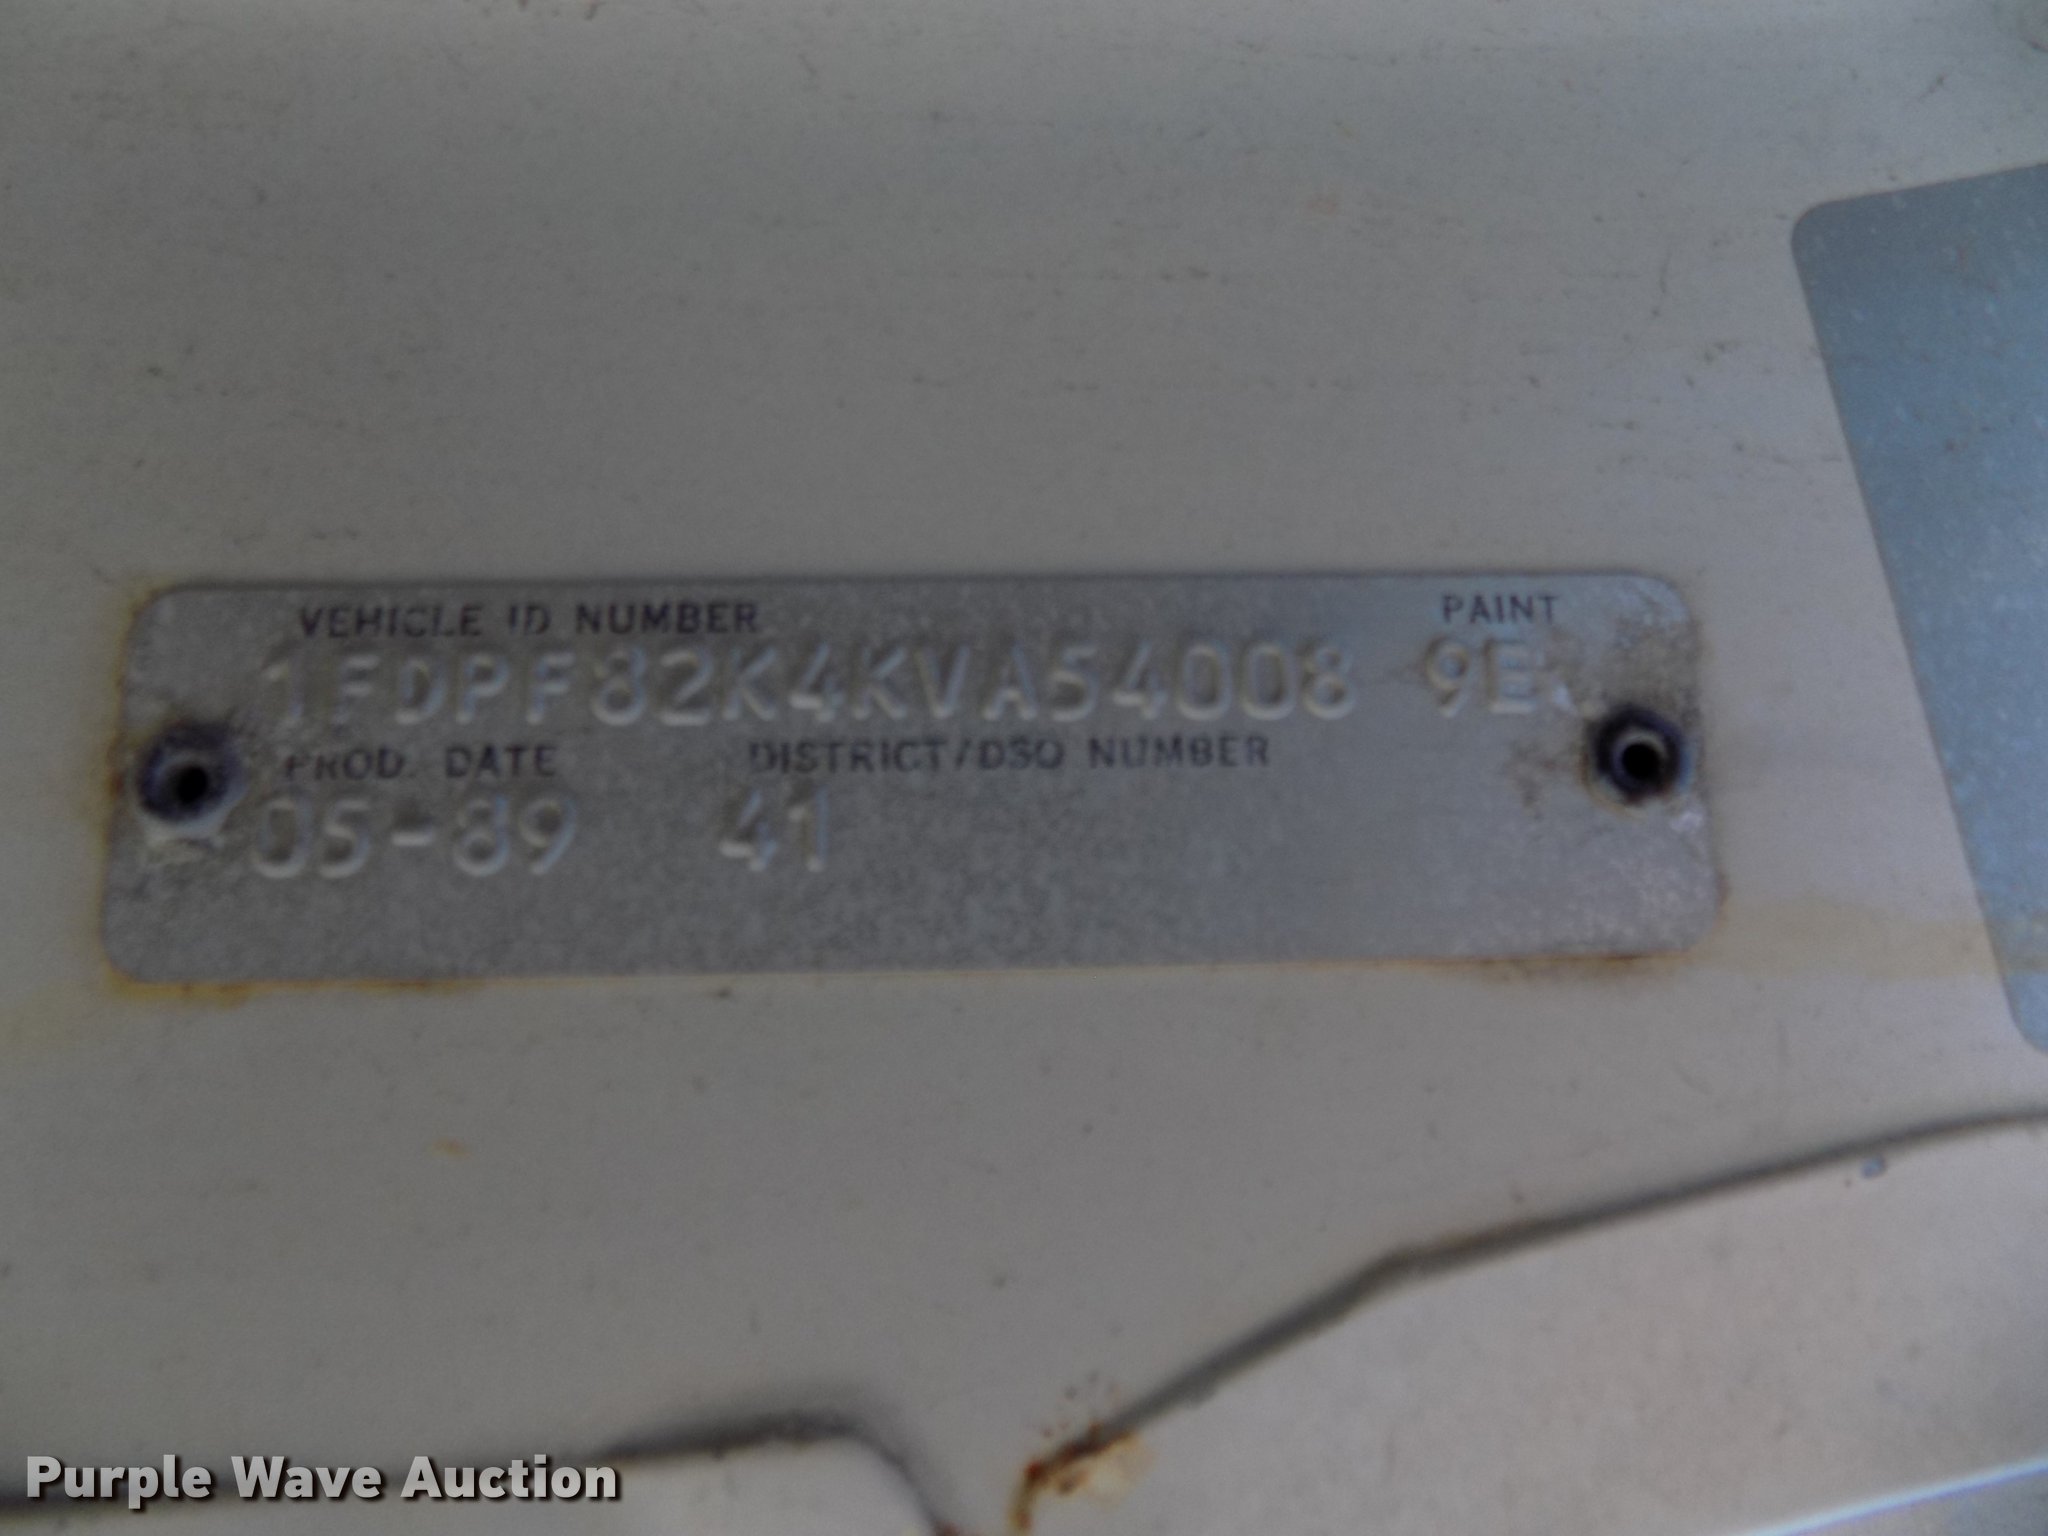 VEHICLE ID NUMBER PAINT
1FDPF82K4KVA54008 9E
PROD. DATE DISTRICT/DSO NUMBER
05-89 41
Purple Wave Auction